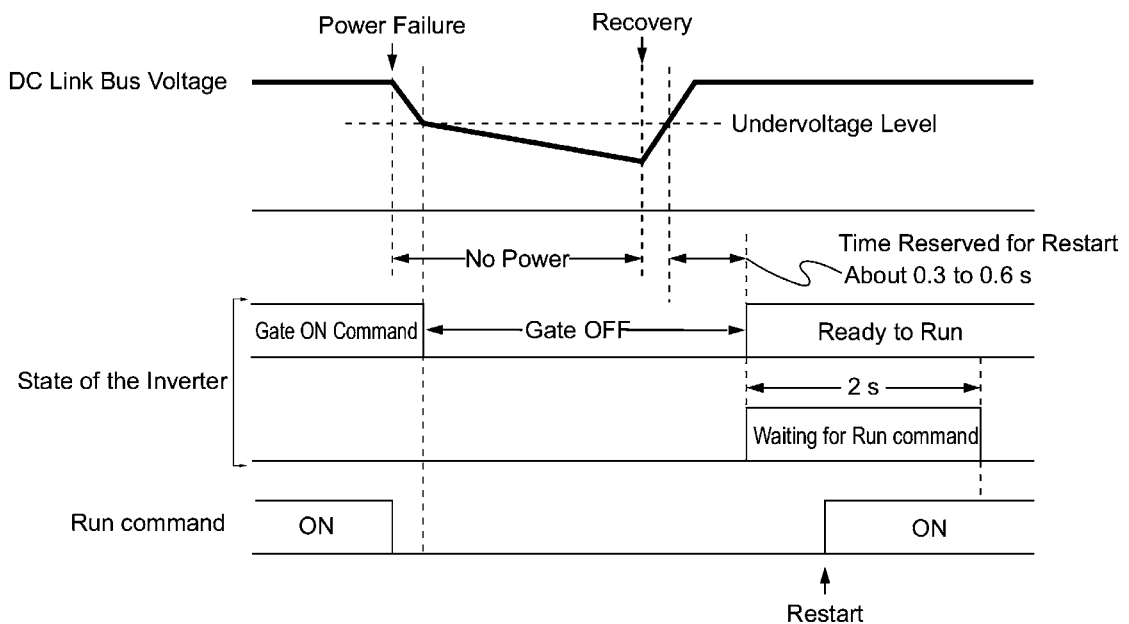 Power Failure
Recovery
DC Link Bus Voltage
Undervoltage Level
No Power
Time Reserved for Restart
About 0.3 to 0.6 s
Gate ON Command
Gate OFF
Ready to Run
State of the Inverter
2 s
Waiting for Run command
Run command
ON
ON
Restart